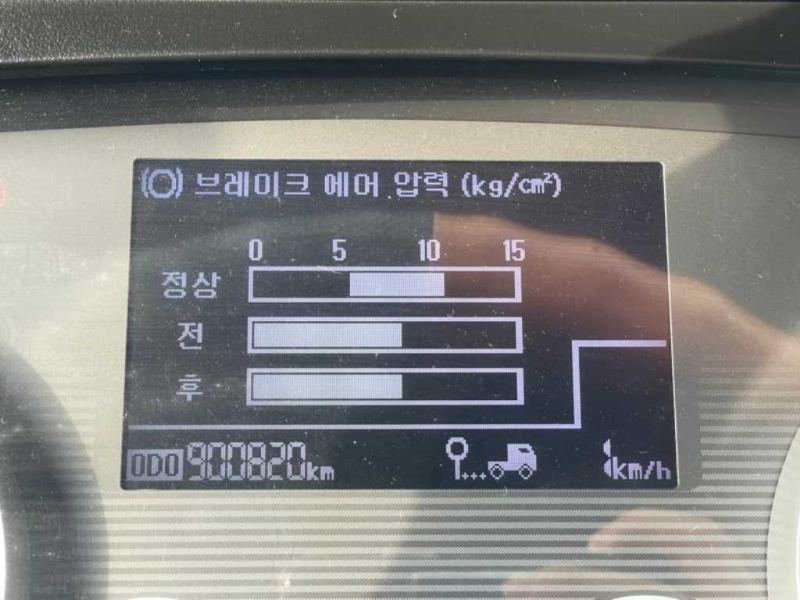 브레이크 에어 압력 (kg/cm²)
0 5 10 15
정상
전
후
ODO 900820km
km/h